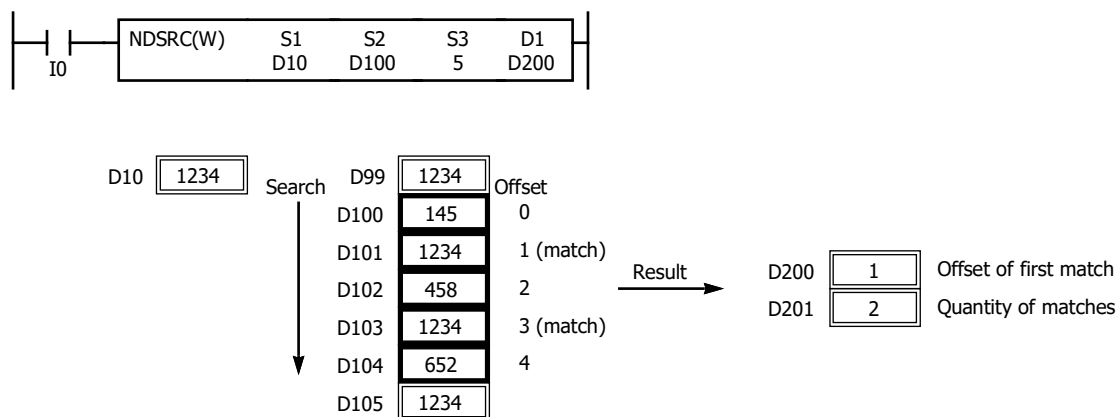 NDSRC(W) S1 S2 S3 D1
D10 D100 5 D200
I0
D10 1234 Search D99 1234 Offset
D100 145 0
D101 1234 1 (match)
D102 458 2
D103 1234 3 (match)
D104 652 4
D105 1234
Result
D200 1 Offset of first match
D201 2 Quantity of matches